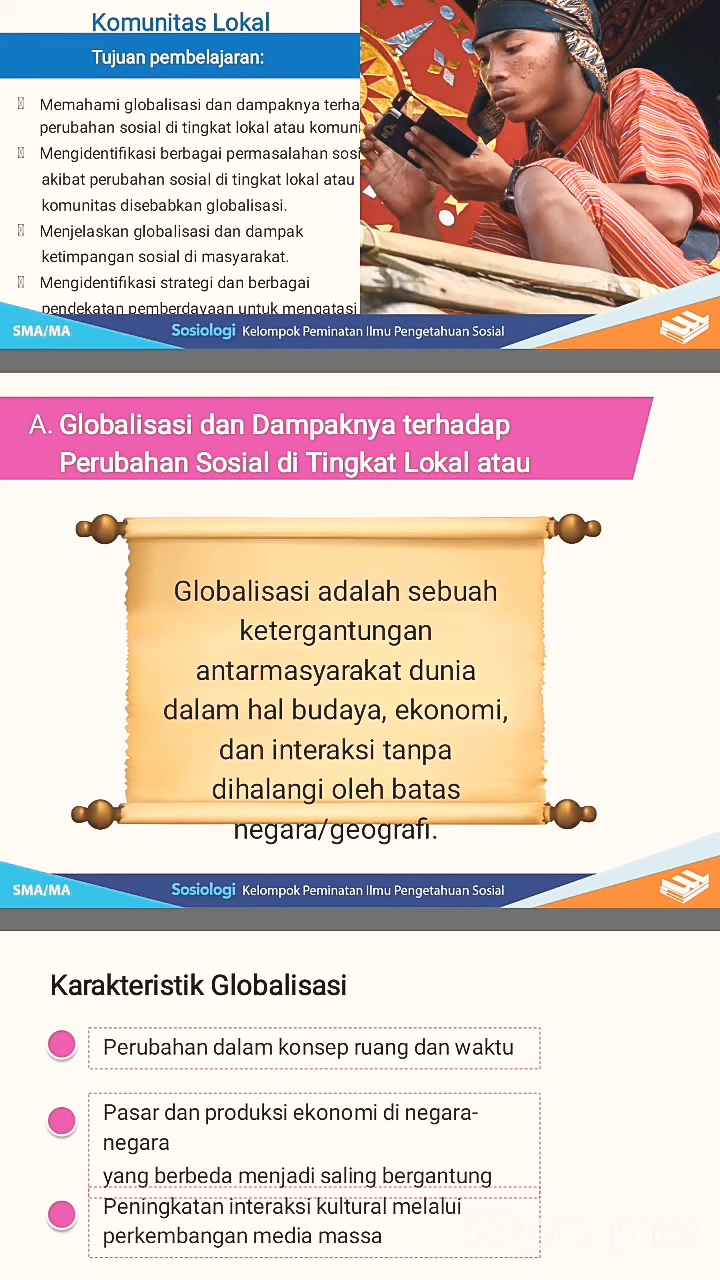 Komunitas Lokal
Tujuan pembelajaran:
Memahami globalisasi dan dampaknya terha
perubahan sosial di tingkat lokal atau komuni
Mengidentifikasi berbagai permasalahan sosi
akibat perubahan sosial di tingkat lokal atau
komunitas disebabkan globalisasi.
Menjelaskan globalisasi dan dampak
ketimpangan sosial di masyarakat.
Mengidentifikasi strategi dan berbagai
pendekatan pemberdayaan untuk mengatasi
SMA/MA Sosiologi Kelompok Peminatan Ilmu Pengetahuan Sosial
A. Globalisasi dan Dampaknya terhadap
Perubahan Sosial di Tingkat Lokal atau
Globalisasi adalah sebuah
ketergantungan
antarmasyarakat dunia
dalam hal budaya, ekonomi,
dan interaksi tanpa
dihalangi oleh batas
negara/geografi.
SMA/MA Sosiologi Kelompok Peminatan Ilmu Pengetahuan Sosial
Karakteristik Globalisasi
Perubahan dalam konsep ruang dan waktu
Pasar dan produksi ekonomi di negara-
negara
yang berbeda menjadi saling bergantung
Peningkatan interaksi kultural melalui
perkembangan media massa